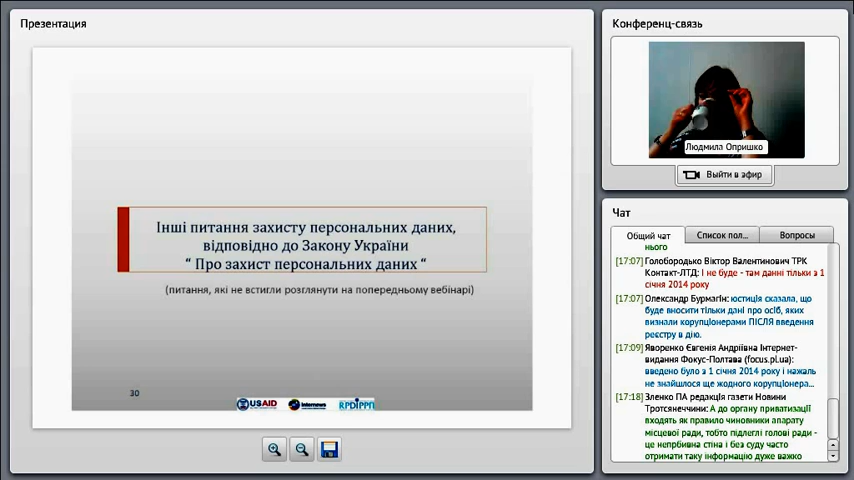 Презентация
Інші питання захисту персональних даних,
відповідно до Закону України
“ Про захист персональних даних “
(питання, які не встигли розглянути на попередньому вебінарі)
30
USAID
Internews
Конференц-связь
Людмила Опришко
Выйти в эфир
Чат
Общий чат
Список пол...
Вопросы
нього
[17:07] Голобородько Віктор Валентинович ТРК
Контакт-ЛТД: І не буде - там данні тільки з 1
січня 2014 року
[17:07] Олександр Бурмагін: юстиція сказала, що
буде вносити тільки дані про осіб, яких
визнали корупціонерами ПІСЛЯ введення
реєстру в дію.
[17:09] Яворенко Євгенія Андріївна Інтернет-
видання Фокус-Полтава (focus.pl.ua):
введено було з 1 січня 2014 року і нажаль
не знайшлося ще жодного корупціонера...
[17:18] Зленко ПА редакція газети Новини
Тротсянеччини: А до органу приватизації
входять як правило чиновники апарату
місцевої ради, тобто підлеглі голові ради -
це непрбивна стіна і без суду часто
отримати таку інформацію дуже важко